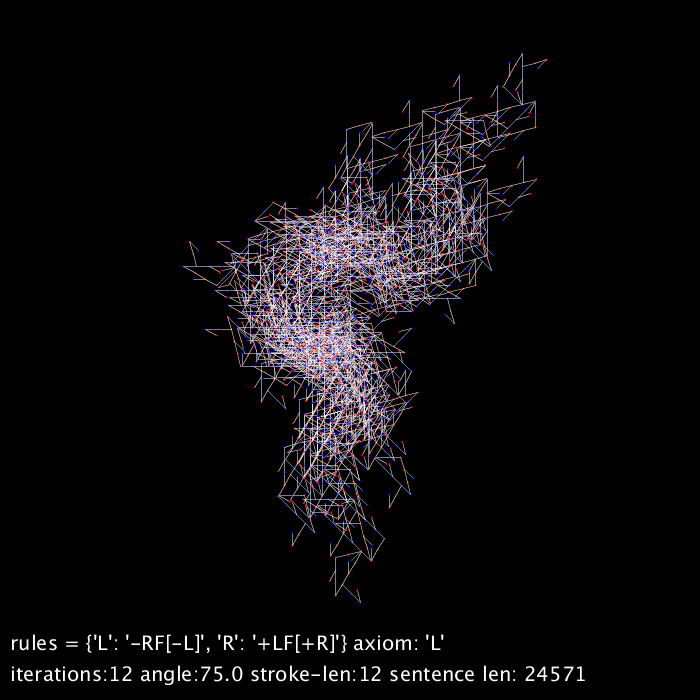 rules = {'L': '-RF[-L]', 'R': '+LF[+R]'} axiom: 'L'
iterations:12 angle:75.0 stroke-len:12 sentence len: 24571